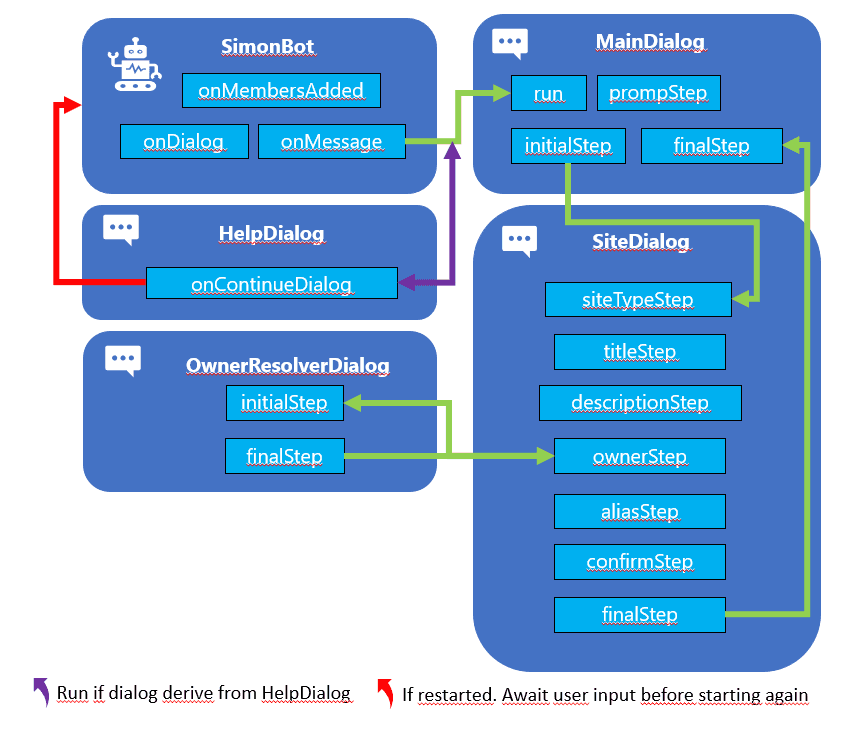 SimonBot
onMembersAdded
onDialog
onMessage
MainDialog
run
prompStep
initialStep
finalStep
HelpDialog
onContinueDialog
OwnerResolverDialog
initialStep
finalStep
SiteDialog
siteTypeStep
titleStep
descriptionStep
ownerStep
aliasStep
confirmStep
finalStep
Run if dialog derive from HelpDialog
If restarted. Await user input before starting again